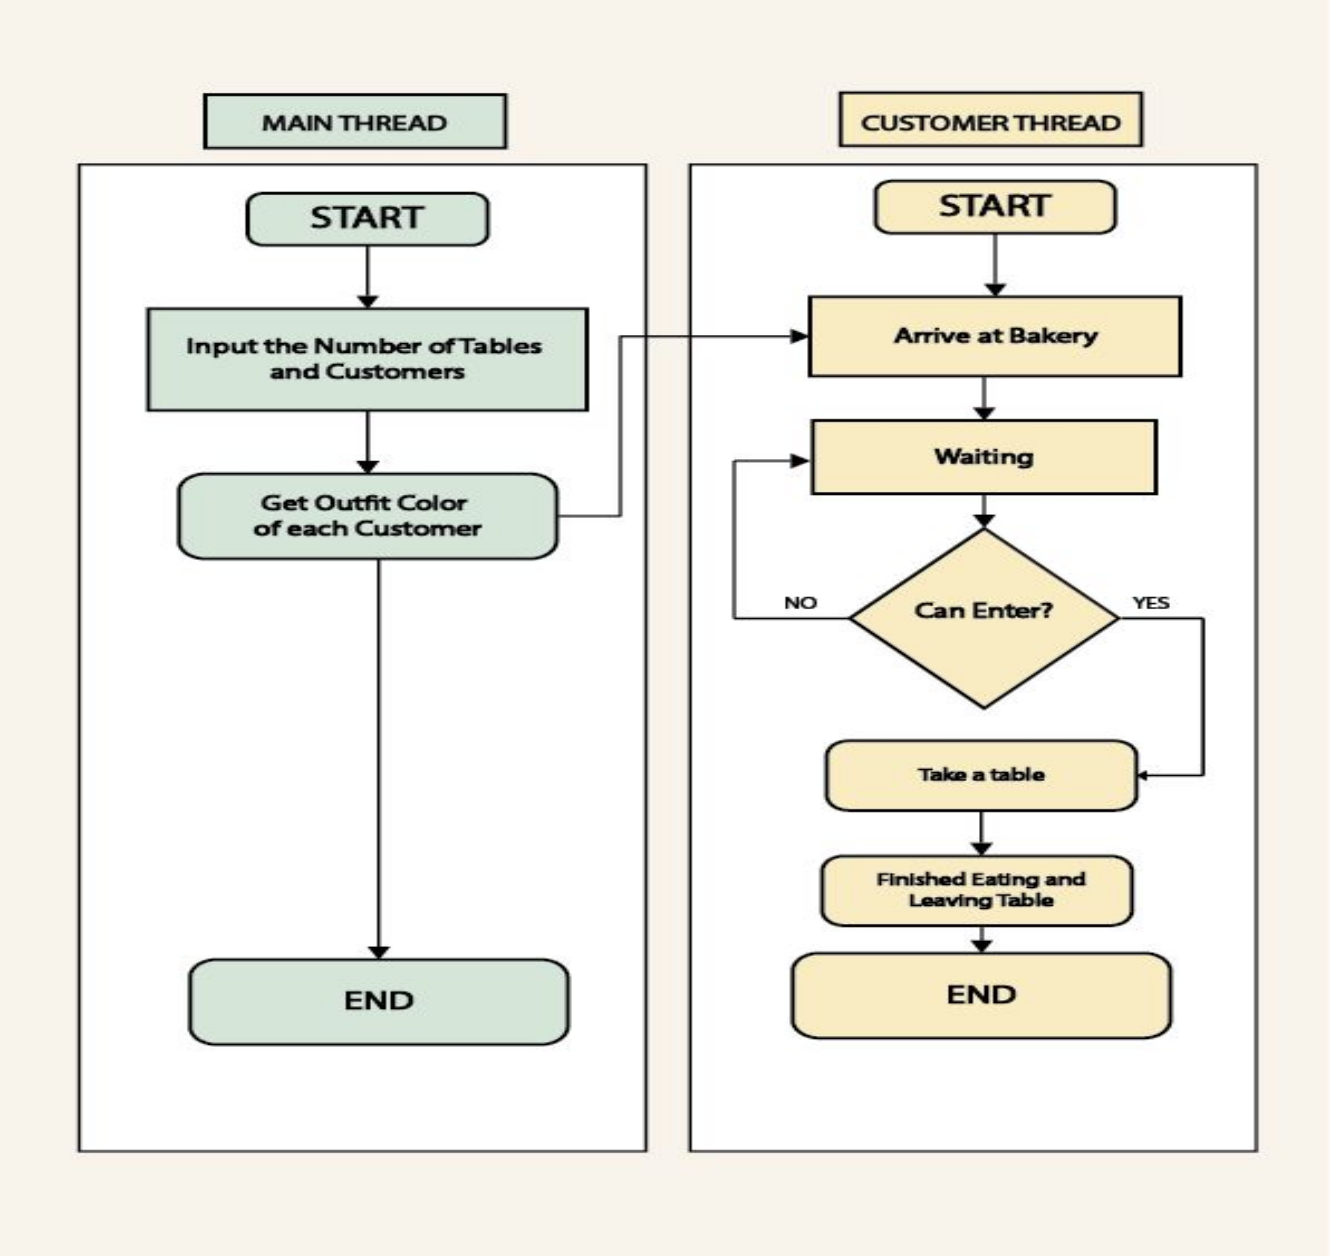 MAIN THREAD
START
Input the Number of Tables
and Customers
Get Outfit Color
of each Customer
END
CUSTOMER THREAD
START
Arrive at Bakery
Waiting
Can Enter?
NO
YES
Take a table
Finished Eating and
Leaving Table
END